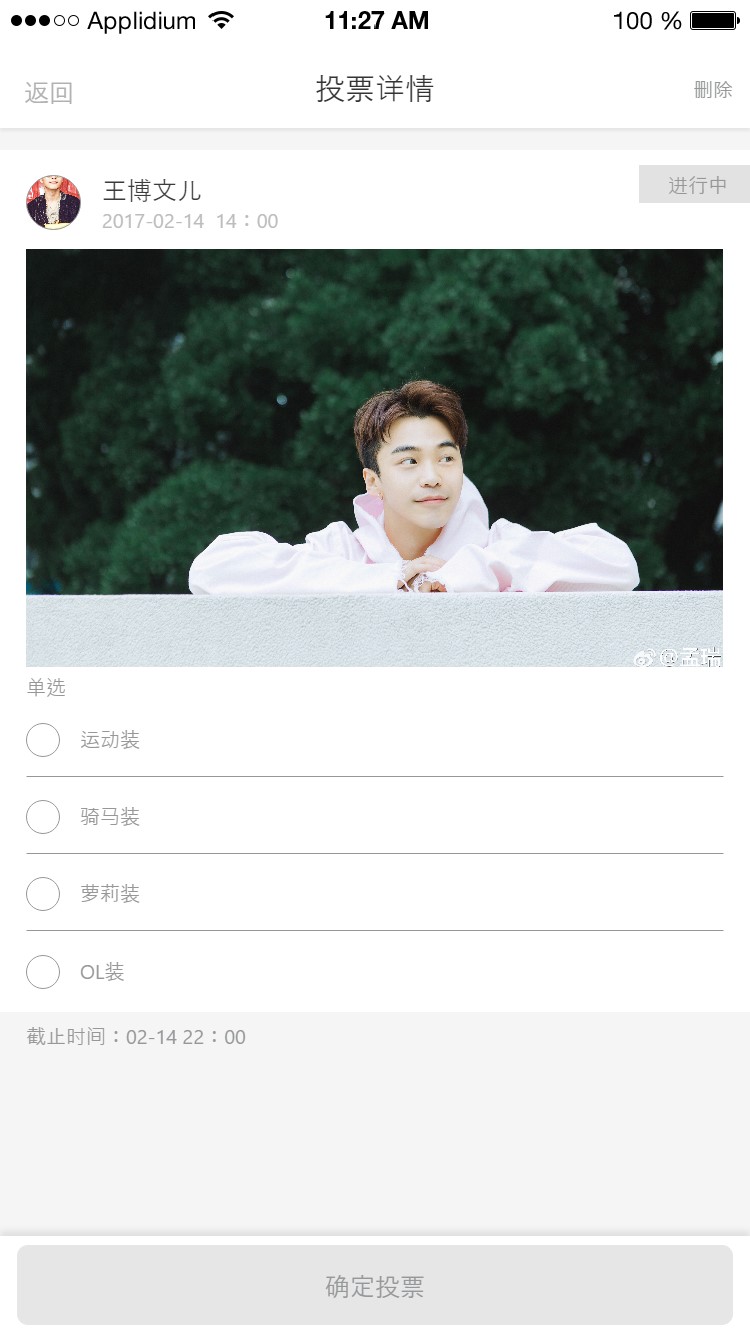 ●●●○○ Applidium 11:27 AM 100 %
返回 投票详情 删除
王博文儿 进行中
2017-02-14 14：00
@孟瑞
单选
运动装
骑马装
萝莉装
OL装
截止时间：02-14 22：00
确定投票